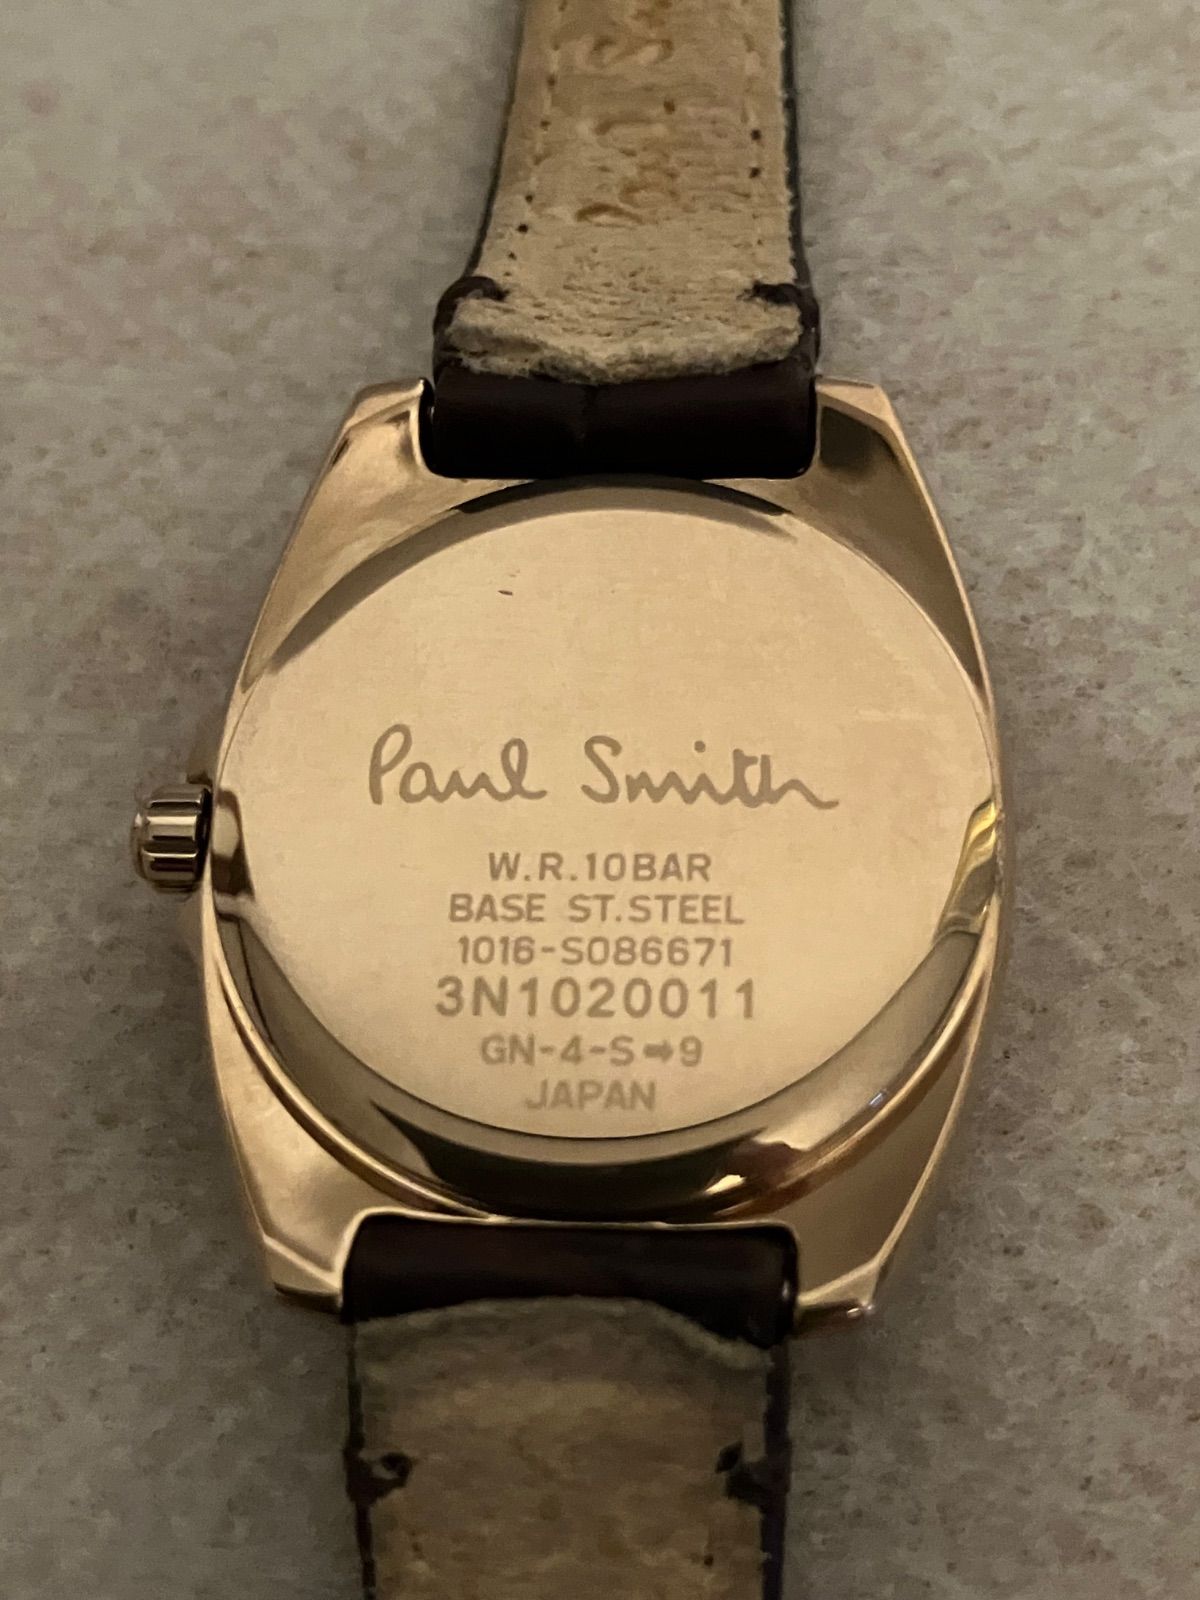 Paul Smith
W.R.10BAR
BASE ST.STEEL
1016-S086671
3N1020011
GN-4-S➡9
JAPAN